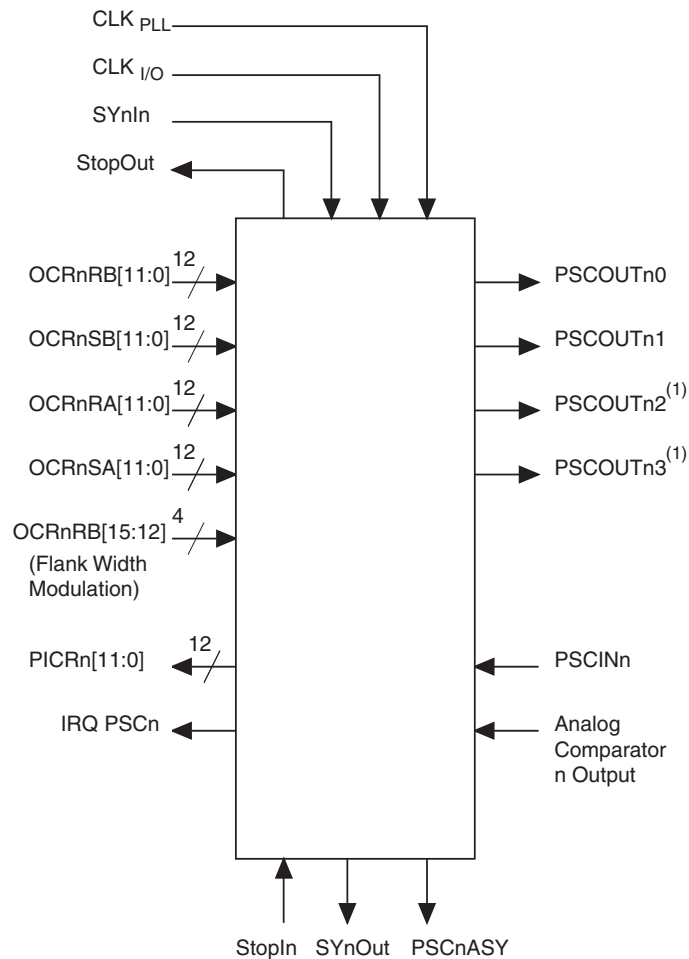 CLK PLL
CLK I/O
SYnIn
StopOut
OCRnRB[11:0] 12
PSCOUTn0
OCRnSB[11:0] 12
PSCOUTn1
OCRnRA[11:0] 12
PSCOUTn2(1)
OCRnSA[11:0] 12
PSCOUTn3(1)
OCRnRB[15:12] 4
(Flank Width
Modulation)
PICRn[11:0] 12
PSCINn
IRQ PSCn
Analog
Comparator
n Output
StopIn SYnOut PSCnASY